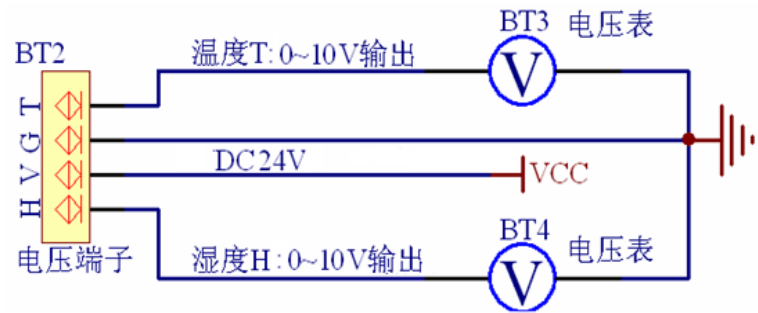 BT3 电压表
BT2
温度T:0~10V输出
V
T
G
DC24V
V
VCC
H
BT4
电压表
电压端子
湿度H:0~10V输出
V